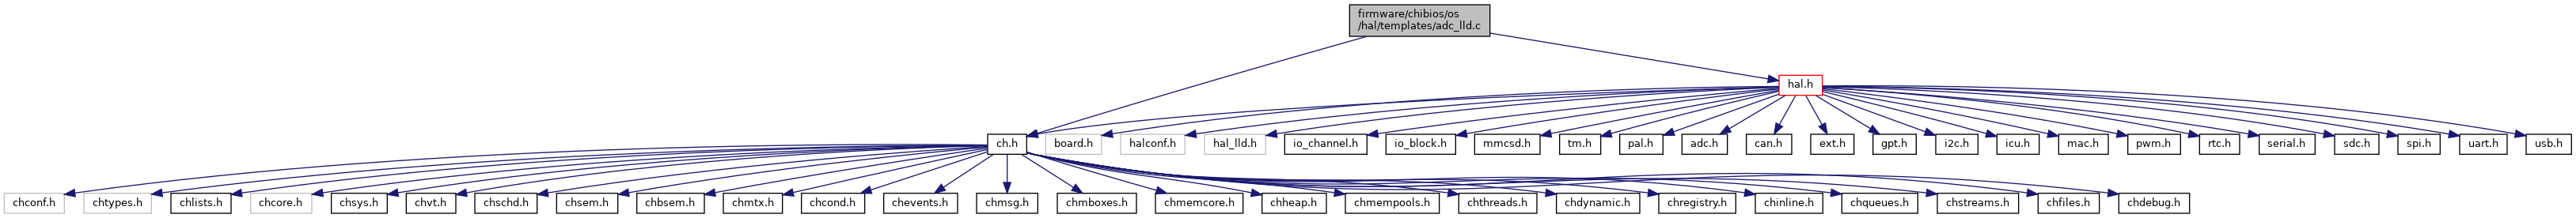 firmware/chibios/os
/hal/templates/adc_lld.c
hal.h
ch.h
board.h
halconf.h
hal_lld.h
io_channel.h
io_block.h
mmcsd.h
tm.h
pal.h
adc.h
can.h
ext.h
gpt.h
i2c.h
icu.h
mac.h
pwm.h
rtc.h
serial.h
sdc.h
spi.h
uart.h
usb.h
chconf.h
chtypes.h
chlists.h
chcore.h
chsys.h
chvt.h
chschd.h
chsem.h
chbsem.h
chmtx.h
chcond.h
chevents.h
chmsg.h
chmboxes.h
chmemcore.h
chheap.h
chmempools.h
chthreads.h
chdynamic.h
chregistry.h
chinline.h
chqueues.h
chstreams.h
chfiles.h
chdebug.h